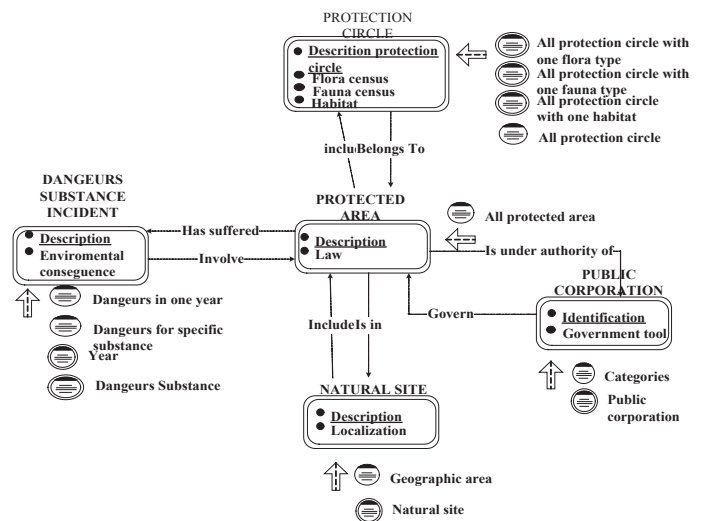 PROTECTION
CIRCLE
Descrition protection
circle
Flora census
Fauna census
Habitat
All protection circle with
one flora type
All protection circle with
one fauna type
All protection circle
with one habitat
All protection circle
includ
Belongs To
DANGEURS
SUBSTANCE
INCIDENT
Description
Enviromental
conseguence
Has suffered
Involve
PROTECTED
AREA
Description
Law
All protected area
Is under authority of
PUBLIC
CORPORATION
Identification
Government tool
Govern
Dangeurs in one year
Dangeurs for specific
substance
Year
Dangeurs Substance
Include
Is in
Categories
Public
corporation
NATURAL SITE
Description
Localization
Geographic area
Natural site